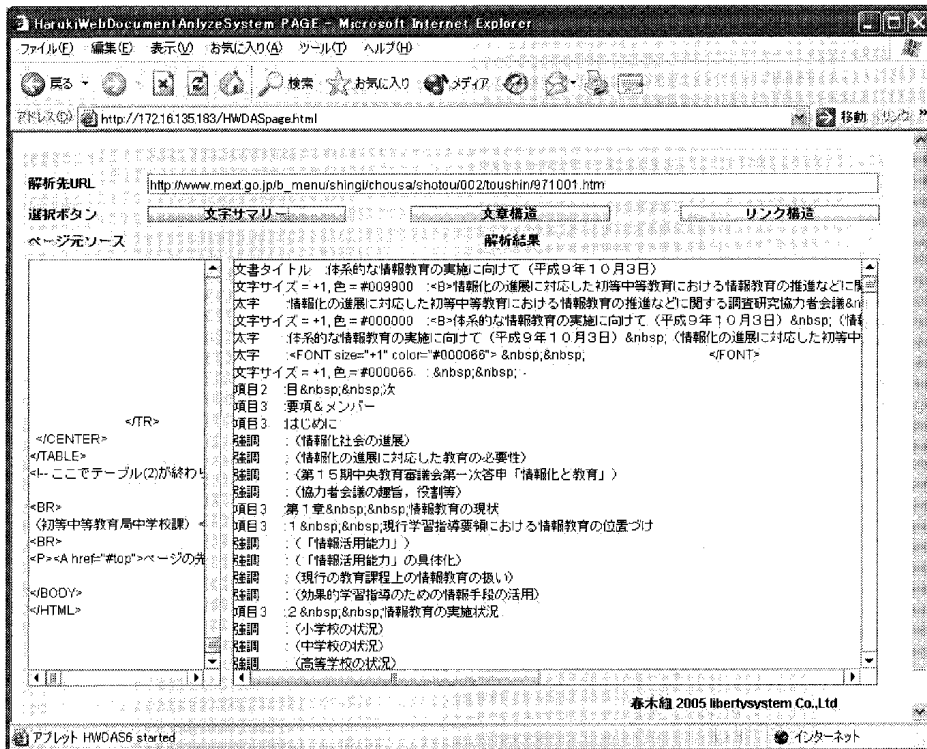 HarukiWebDocumentAnlyzeSystem PAGE - Microsoft Internet Explorer
ファイル(F) 編集(E) 表示(V) お気に入り(A) ツール(T) ヘルプ(H)
戻る 検索 お気に入り メディア
アドレス(D) http://172.16.135.183/HWDASpage.html 移動 リンク »
解析先URL http://www.mext.go.jp/b_menu/shingi/chousa/shotou/002/toushin/971001.htm
選択ボタン 文字サマリー 文章構造 リンク構造
ページ元ソース 解析結果
</TR>
</CENTER>
</TABLE>
<!- ここでテーブル(2)が終わり
<BR>
(初等中等教育局中学校課) <
<BR>
<P><A href="#top">ページの先
</BODY>
</HTML>
文書タイトル :体系的な情報教育の実施に向けて (平成9年10月3日)
文字サイズ = +1, 色 = #009900 :<B>情報化の進展に対応した初等中等教育における情報教育の推進などに関
太字 :情報化の進展に対応した初等中等教育における情報教育の推進などに関する調査研究協力者会議&n
文字サイズ = +1, 色 = #000000 :<B>体系的な情報教育の実施に向けて (平成9年10月3日) &nbsp; (情報
太字 :体系的な情報教育の実施に向けて (平成9年10月3日) &nbsp; (情報化の進展に対応した初等中
太字 :<FONT size="+1" color="#000066"> &nbsp;&nbsp; </FONT>
文字サイズ = +1, 色 = #000066 : &nbsp;&nbsp;
項目2 :目&nbsp;&nbsp;次
項目3 :要項&メンバー
項目3 :はじめに
強調 : (情報化社会の進展)
強調 : (情報化の進展に対応した教育の必要性)
強調 : (第15期中央教育審議会第一次答申「情報化と教育」)
強調 : (協力者会議の趣旨，役割等)
項目3 :第1章&nbsp;&nbsp;情報教育の現状
項目3 :1&nbsp;&nbsp;現行学習指導要領における情報教育の位置づけ
強調 : (「情報活用能力」)
強調 : (「情報活用能力」の具体化)
強調 : (現行の教育課程上の情報教育の扱い)
強調 : (効果的学習指導のための情報手段の活用)
項目3 :2&nbsp;&nbsp;情報教育の実施状況
強調 : (小学校の状況)
強調 : (中学校の状況)
強調 : (高等学校の状況)
春木組 2005 libertysystem Co.,Ltd
アプレット HWDAS6 started インターネット